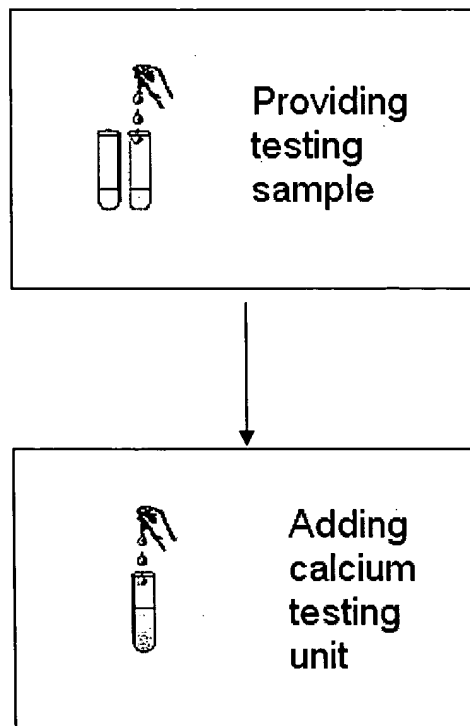 Providing
testing
sample
Adding
calcium
testing
unit